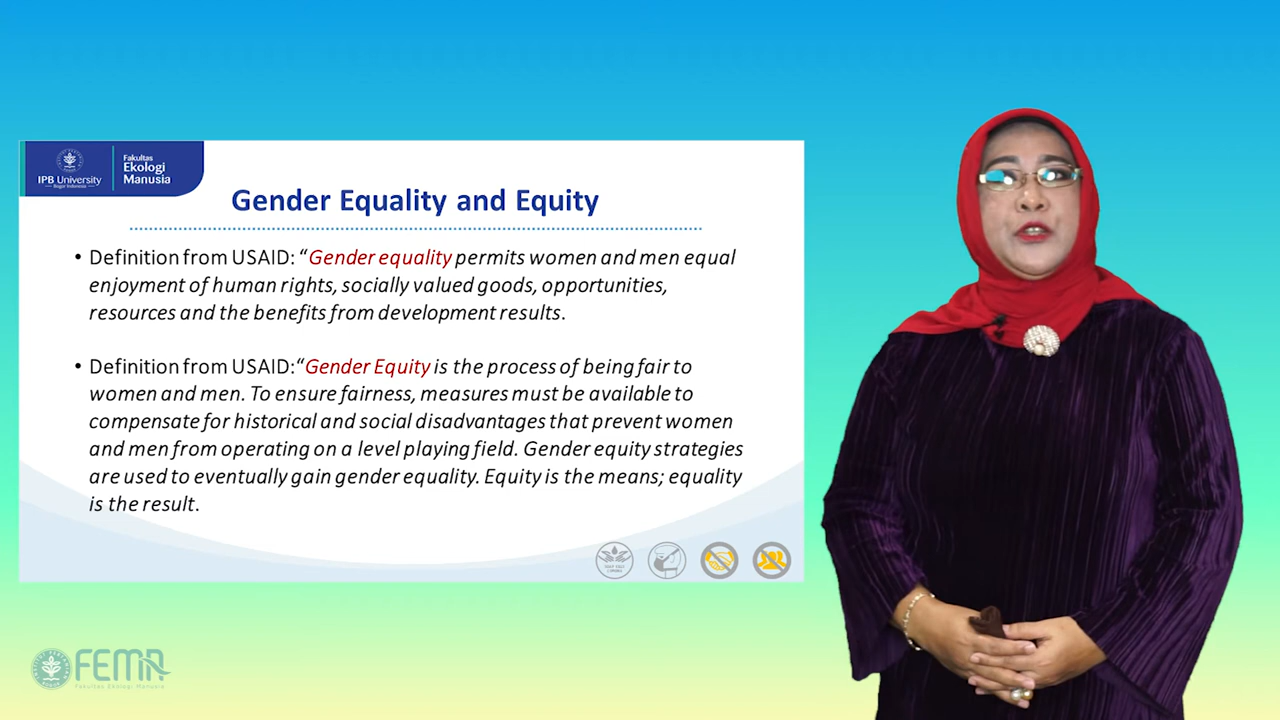 IPB University
Bogor Indonesia
Fakultas
Ekologi
Manusia
Gender Equality and Equity
• Definition from USAID: “Gender equality permits women and men equal
enjoyment of human rights, socially valued goods, opportunities,
resources and the benefits from development results.
• Definition from USAID:“Gender Equity is the process of being fair to
women and men. To ensure fairness, measures must be available to
compensate for historical and social disadvantages that prevent women
and men from operating on a level playing field. Gender equity strategies
are used to eventually gain gender equality. Equity is the means; equality
is the result.
FEMA
Fakultas Ekologi Manusia